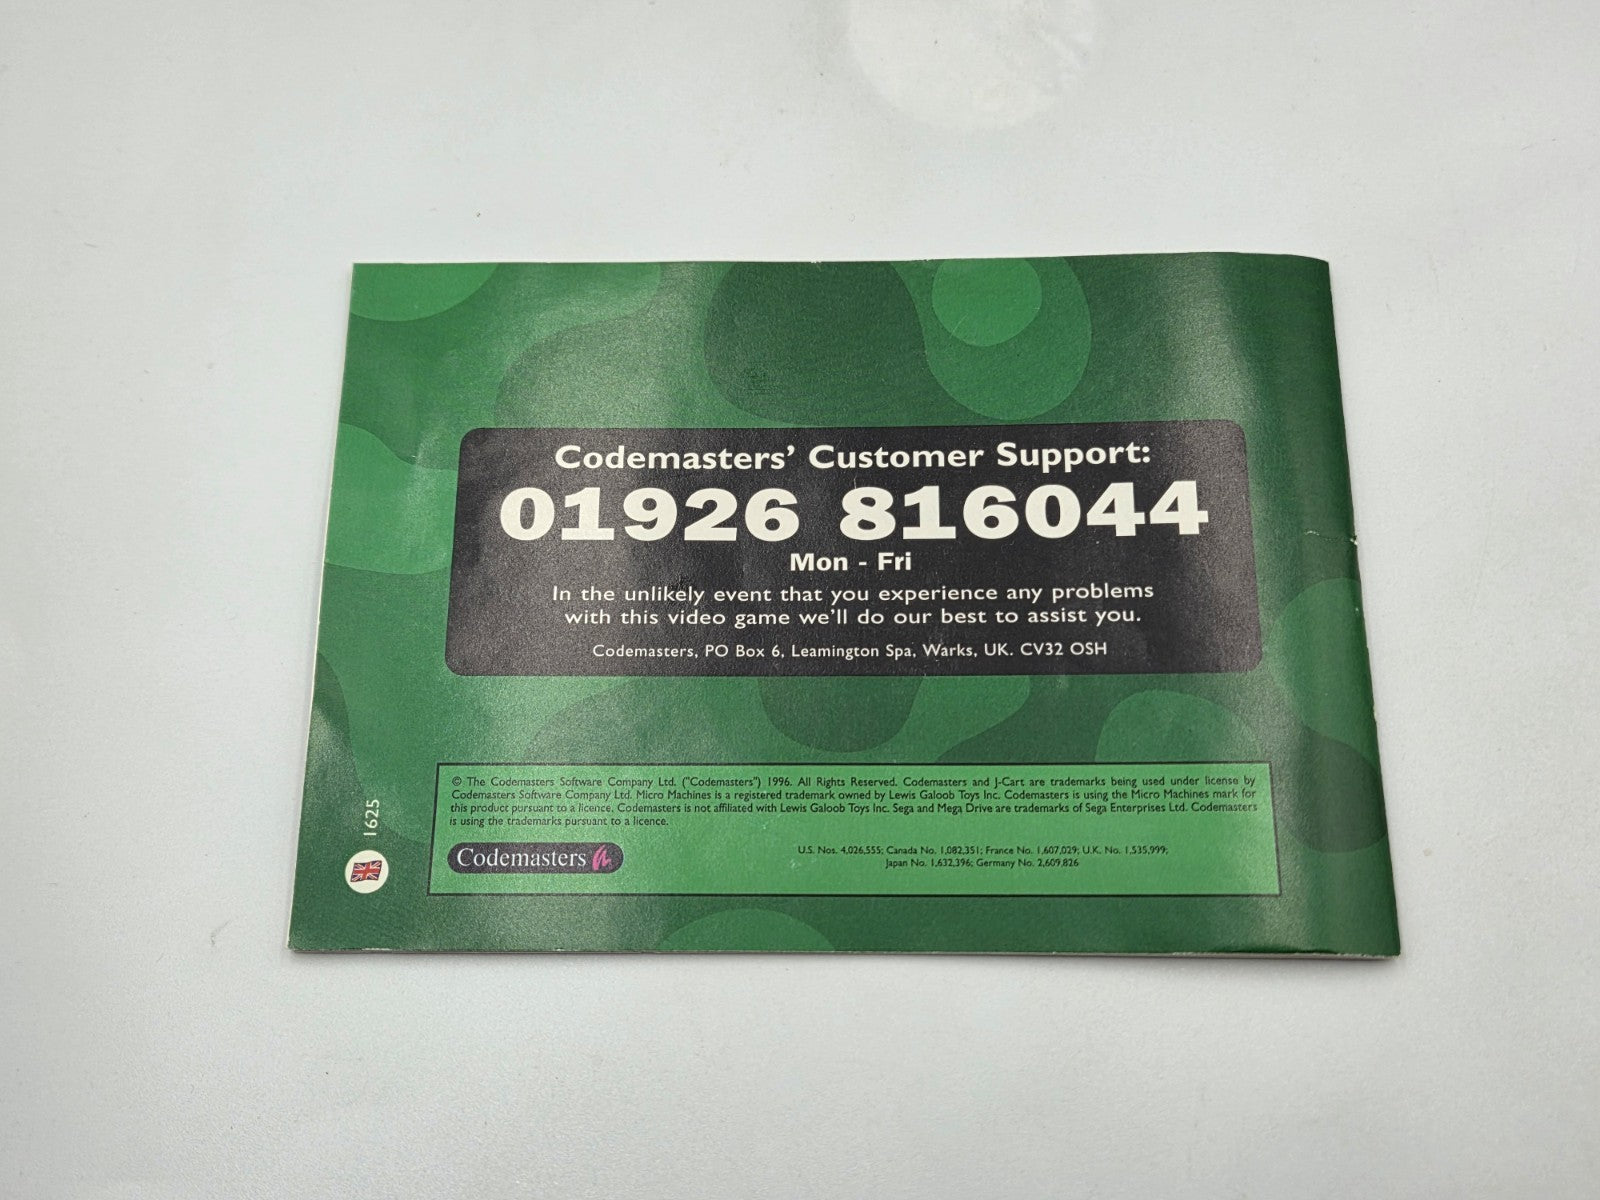 Codemasters' Customer Support:
01926 816044
Mon - Fri
In the unlikely event that you experience any problems
with this video game we'll do our best to assist you.
Codemasters, PO Box 6, Leamington Spa, Warks, UK. CV32 OSH
© The Codemasters Software Company Ltd. ("Codemasters") 1996. All Rights Reserved. Codemasters and J-Cart are trademarks being used under license by
Codemasters Software Company Ltd. Micro Machines is a registered trademark owned by Lewis Galoob Toys Inc. Codemasters is using the Micro Machines mark for
this product pursuant to a licence. Codemasters is not affiliated with Lewis Galoob Toys Inc. Sega and Mega Drive are trademarks of Sega Enterprises Ltd. Codemasters
is using the trademarks pursuant to a licence.
Codemasters
U.S. Nos. 4,026,555; Canada No. 1,082,351; France No. 1,607,029; U.K. No. 1,535,999;
Japan No. 1,632,396; Germany No. 2,609,826
1625